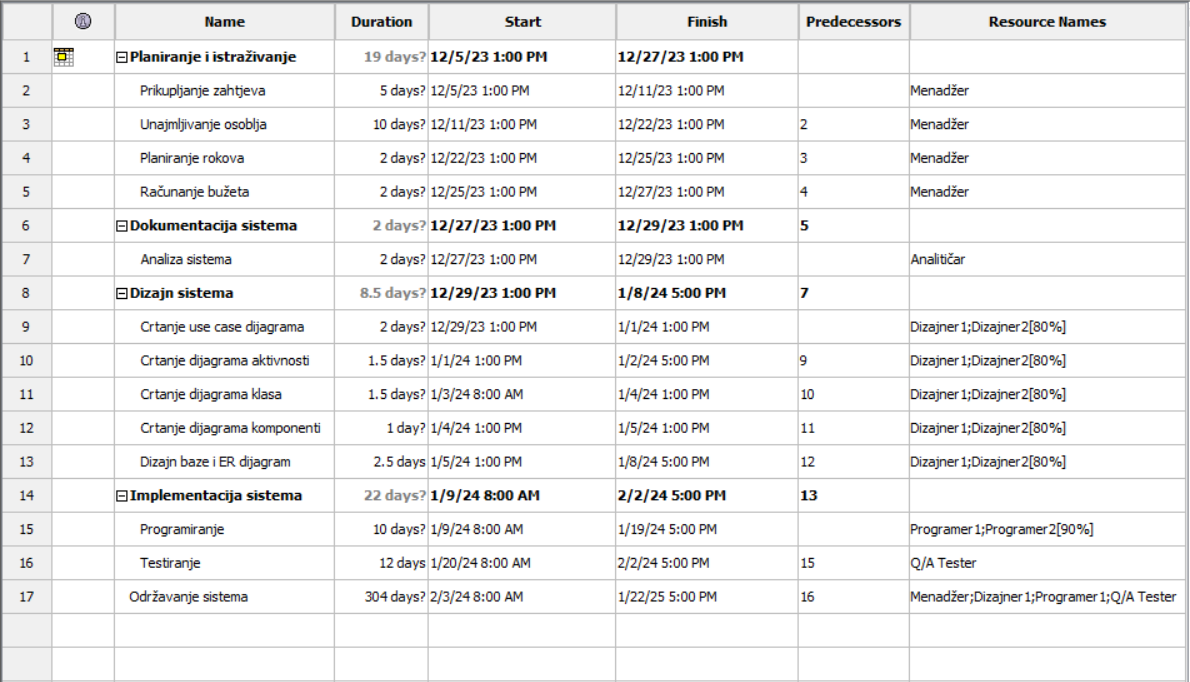 Name Duration Start Finish Predecessors Resource Names
1 Planiranje i istraživanje 19 days? 12/5/23 1:00 PM 12/27/23 1:00 PM
2 Prikupljanje zahtjeva 5 days? 12/5/23 1:00 PM 12/11/23 1:00 PM Menadžer
3 Unajmljivanje osoblja 10 days? 12/11/23 1:00 PM 12/22/23 1:00 PM 2 Menadžer
4 Planiranje rokova 2 days? 12/22/23 1:00 PM 12/25/23 1:00 PM 3 Menadžer
5 Računanje bužeta 2 days? 12/25/23 1:00 PM 12/27/23 1:00 PM 4 Menadžer
6 Dokumentacija sistema 2 days? 12/27/23 1:00 PM 12/29/23 1:00 PM 5
7 Analiza sistema 2 days? 12/27/23 1:00 PM 12/29/23 1:00 PM Analitičar
8 Dizajn sistema 8.5 days? 12/29/23 1:00 PM 1/8/24 5:00 PM 7
9 Crtanje use case dijagrama 2 days? 12/29/23 1:00 PM 1/1/24 1:00 PM Dizajner1;Dizajner2[80%]
10 Crtanje dijagrama aktivnosti 1.5 days? 1/1/24 1:00 PM 1/2/24 5:00 PM 9 Dizajner1;Dizajner2[80%]
11 Crtanje dijagrama klasa 1.5 days? 1/3/24 8:00 AM 1/4/24 1:00 PM 10 Dizajner1;Dizajner2[80%]
12 Crtanje dijagrama komponenti 1 day? 1/4/24 1:00 PM 1/5/24 1:00 PM 11 Dizajner1;Dizajner2[80%]
13 Dizajn baze i ER dijagram 2.5 days 1/5/24 1:00 PM 1/8/24 5:00 PM 12 Dizajner1;Dizajner2[80%]
14 Implementacija sistema 22 days? 1/9/24 8:00 AM 2/2/24 5:00 PM 13
15 Programiranje 10 days? 1/9/24 8:00 AM 1/19/24 5:00 PM Programer1;Programer2[90%]
16 Testiranje 12 days 1/20/24 8:00 AM 2/2/24 5:00 PM 15 Q/A Tester
17 Održavanje sistema 304 days? 2/3/24 8:00 AM 1/22/25 5:00 PM 16 Menadžer;Dizajner1;Programer1;Q/A Tester